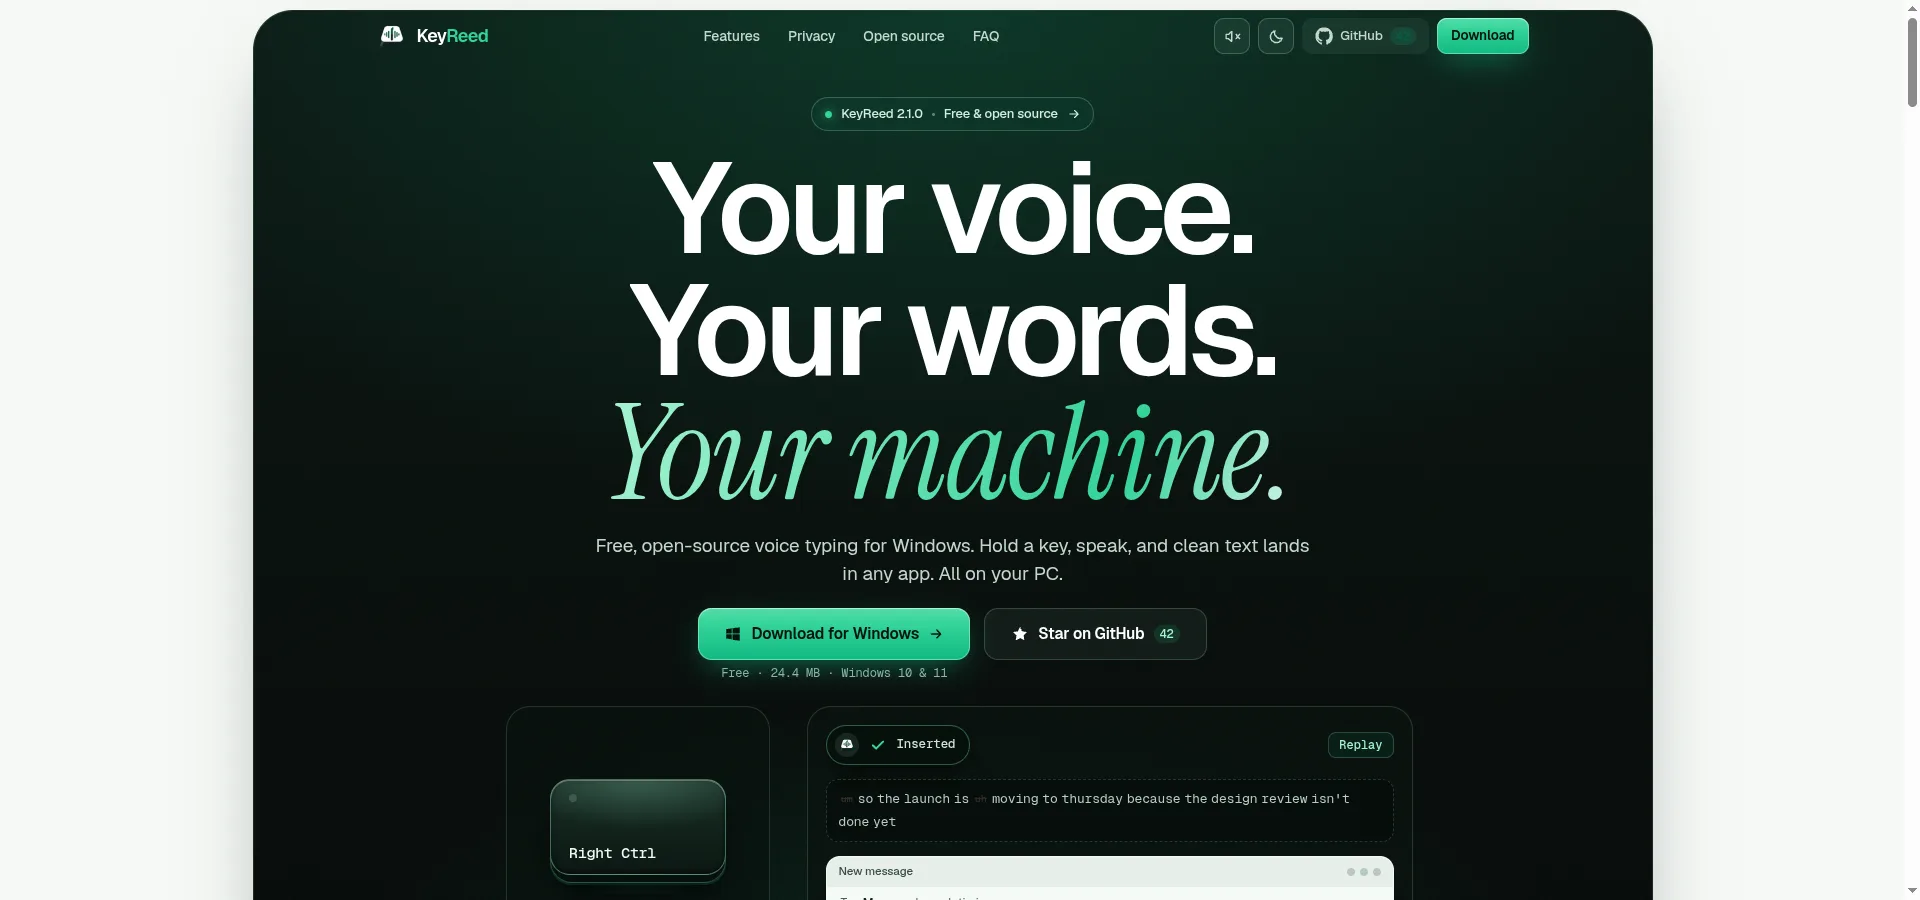 KeyReed
Features
Privacy
Open source
FAQ
GitHub
Download
KeyReed 2.1.0 · Free & open source →
Your voice.
Your words.
Your machine.
Free, open-source voice typing for Windows. Hold a key, speak, and clean text lands
in any app. All on your PC.
Download for Windows →
Star on GitHub 42
Free · 24.4 MB · Windows 10 & 11
Right Ctrl
Inserted
Replay
so the launch is uh moving to thursday because the design review isn't
done yet
New message